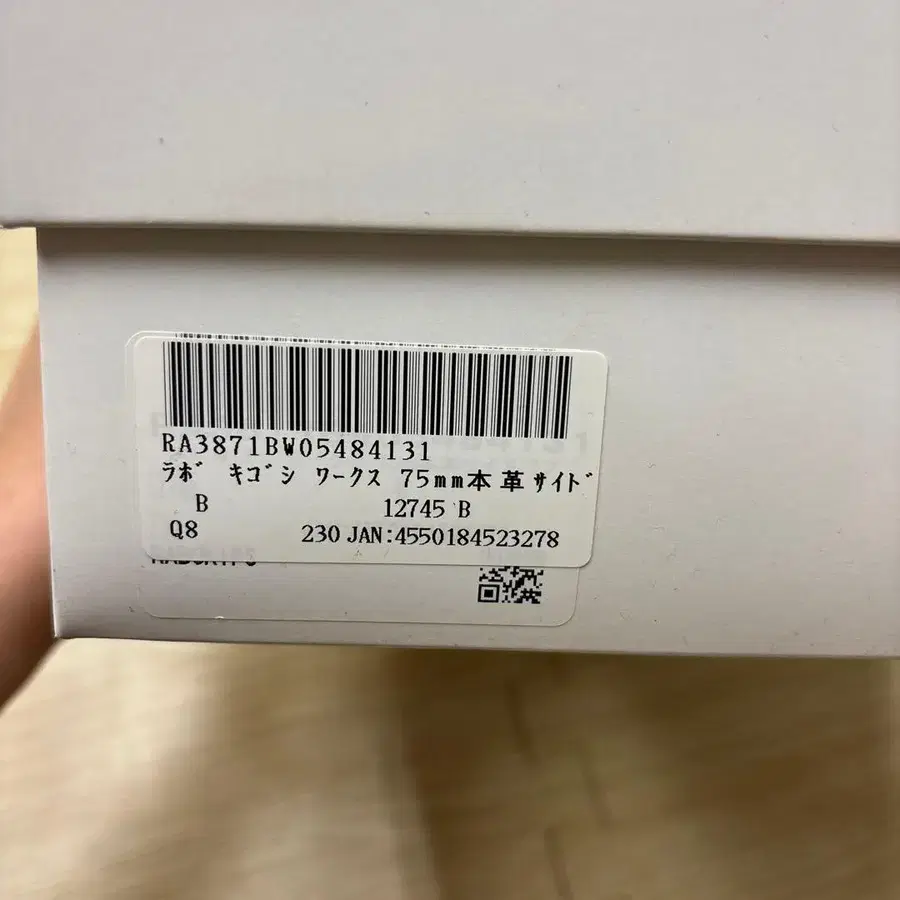 RA3871BW05484131
ﾗﾎﾞ ｷｺﾞｼ ﾜｰｸｽ 75mm本革ｻｲﾄﾞ
B 12745 B
Q8 230 JAN:4550184523278